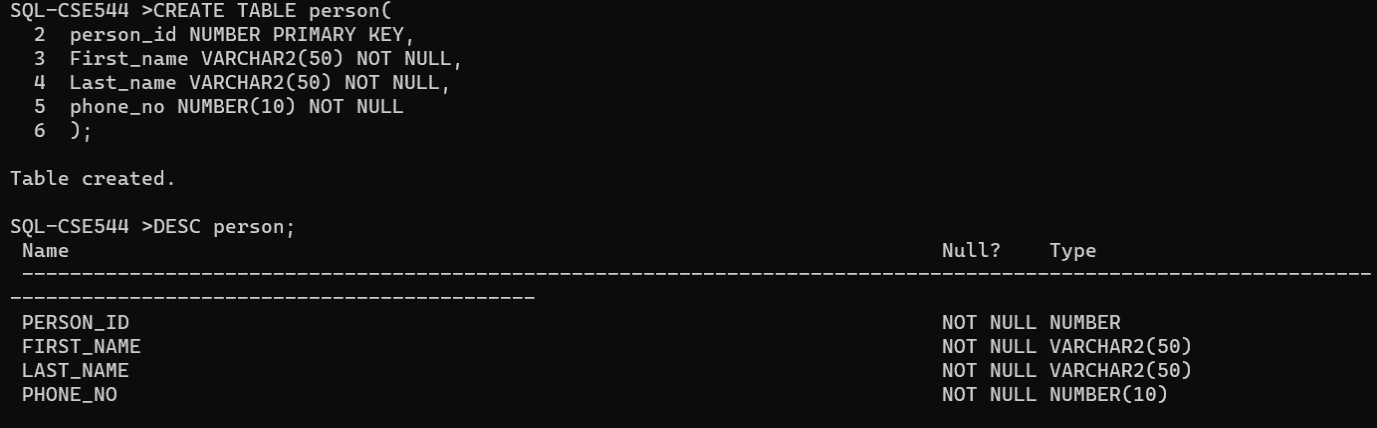 SQL-CSE544 >CREATE TABLE person(
  2  person_id NUMBER PRIMARY KEY,
  3  First_name VARCHAR2(50) NOT NULL,
  4  Last_name VARCHAR2(50) NOT NULL,
  5  phone_no NUMBER(10) NOT NULL
  6  );
Table created.
SQL-CSE544 >DESC person;
 Name                                                                          Null?    Type
 -----------------------------------------------------------------------------------------------------------------
--------------------------------------------
 PERSON_ID                                                                     NOT NULL NUMBER
 FIRST_NAME                                                                    NOT NULL VARCHAR2(50)
 LAST_NAME                                                                     NOT NULL VARCHAR2(50)
 PHONE_NO                                                                      NOT NULL NUMBER(10)